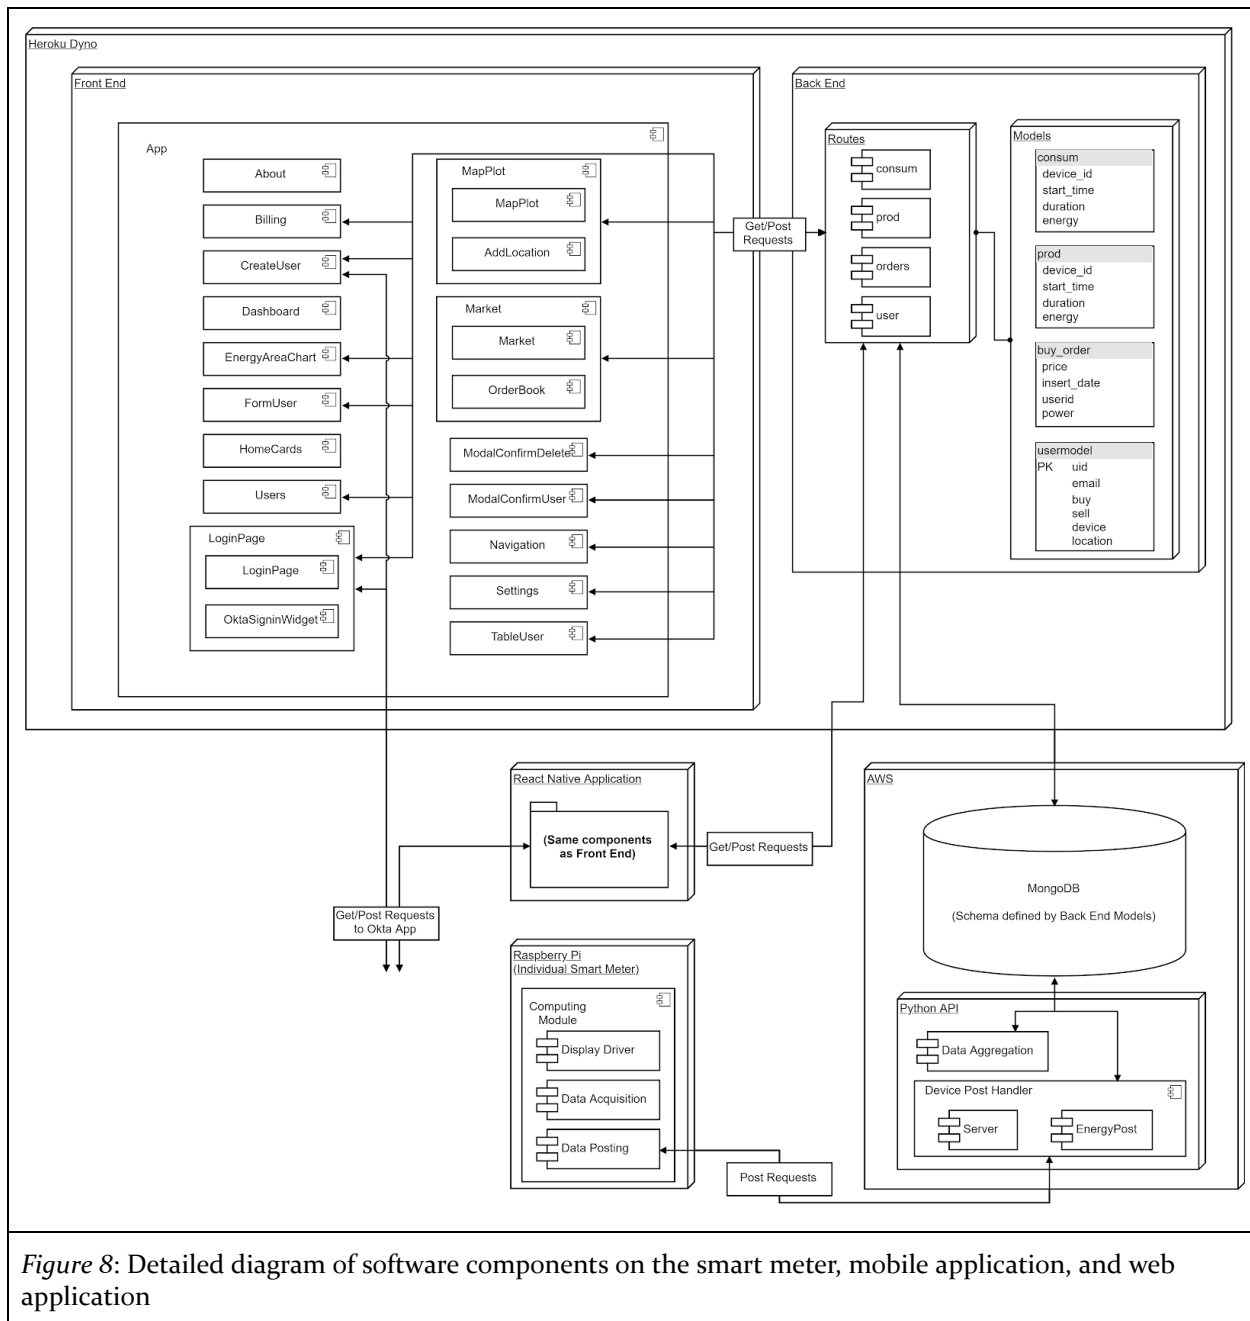 Heroku Dyno
Front End
App
About
Billing
CreateUser
Dashboard
EnergyAreaChart
FormUser
HomeCards
Users
LoginPage
LoginPage
OktaSigninWidget
MapPlot
MapPlot
AddLocation
Market
Market
OrderBook
ModalConfirmDelete
ModalConfirmUser
Navigation
Settings
TableUser
Get/Post
Requests
Back End
Routes
consum
prod
orders
user
Models
consum
device_id
start_time
duration
energy
prod
device_id
start_time
duration
energy
buy_order
price
insert_date
userid
power
usermodel
PK uid
email
buy
sell
device
location
React Native Application
(Same components
as Front End)
Get/Post Requests
Get/Post Requests
to Okta App
Raspberry Pi
(Individual Smart Meter)
Computing
Module
Display Driver
Data Acquisition
Data Posting
Post Requests
AWS
MongoDB
(Schema defined by Back End Models)
Python API
Data Aggregation
Device Post Handler
Server
EnergyPost
Figure 8: Detailed diagram of software components on the smart meter, mobile application, and web
application